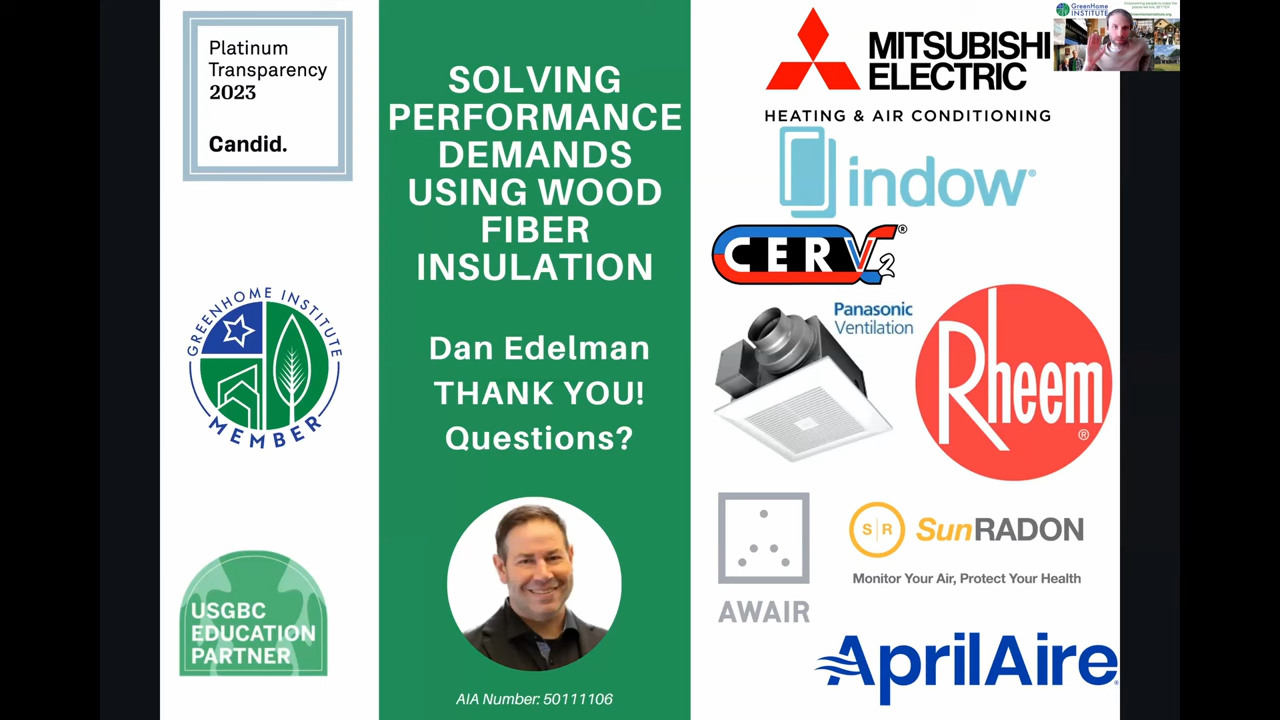 Platinum
Transparency
2023
Candid.
GREENHOME INSTITUTE
MEMBER
USGBC
EDUCATION
PARTNER
SOLVING
PERFORMANCE
DEMANDS
USING WOOD
FIBER
INSULATION
Dan Edelman
THANK YOU!
Questions?
AIA Number: 50111106
MITSUBISHI
ELECTRIC
HEATING & AIR CONDITIONING
GreenHome
INSTITUTE
indow®
CERV2®
Panasonic
Ventilation
Rheem®
AWAIR
S|R SunRADON
Monitor Your Air, Protect Your Health
AprilAire